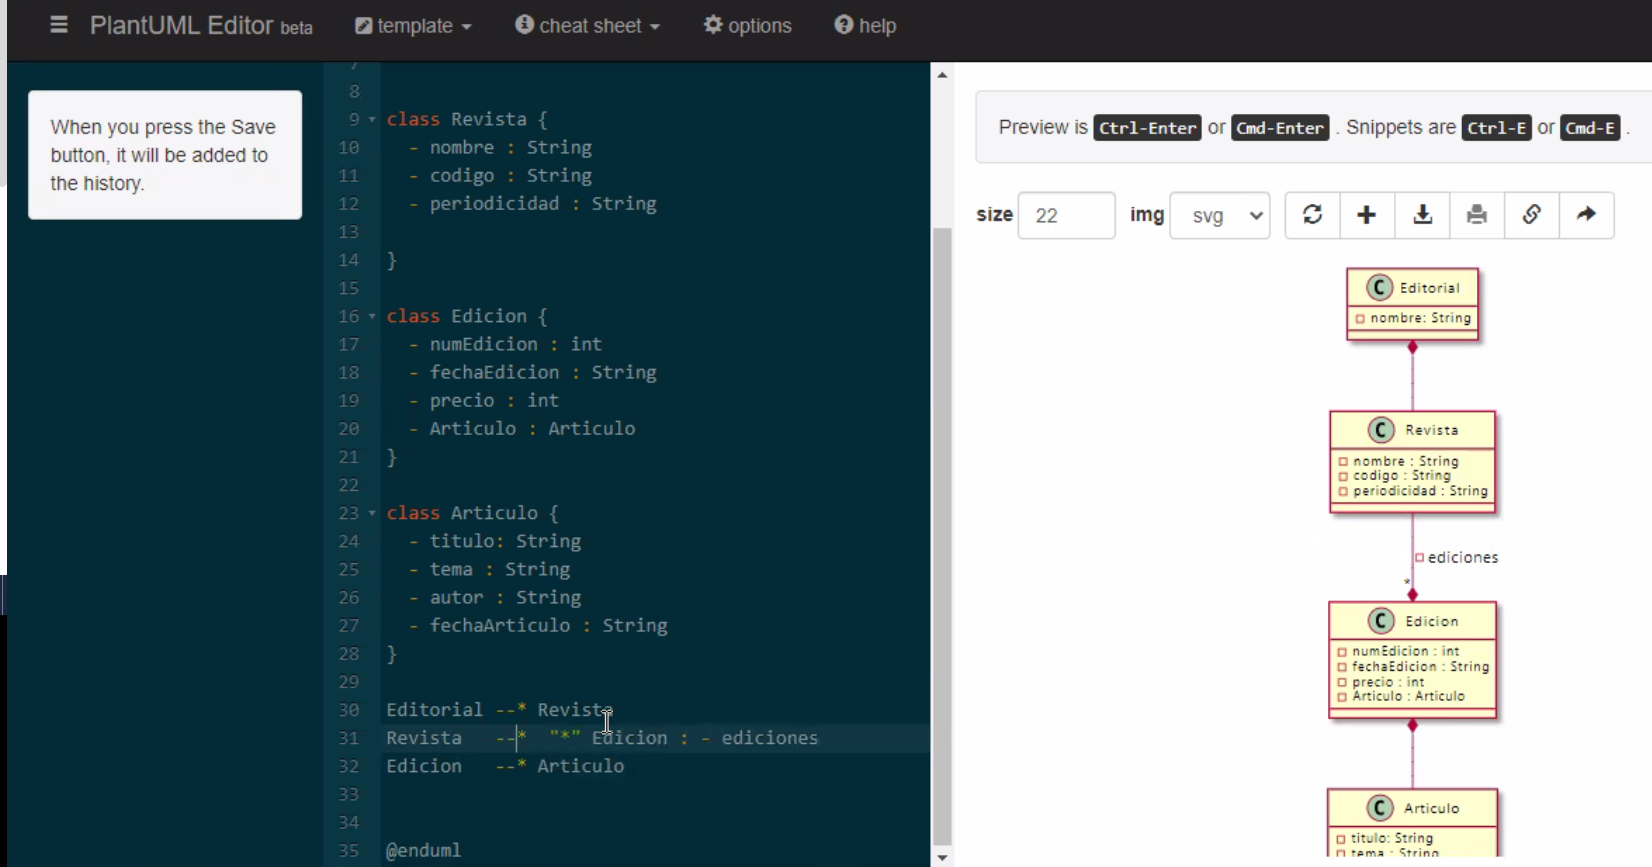 PlantUML Editor beta
template
cheat sheet
options
help
When you press the Save
button, it will be added to
the history.
7
8
9 class Revista {
10 - nombre : String
11 - codigo : String
12 - periodicidad : String
13
14 }
15
16 class Edicion {
17 - numEdicion : int
18 - fechaEdicion : String
19 - precio : int
20 - Articulo : Articulo
21 }
22
23 class Articulo {
24 - titulo: String
25 - tema : String
26 - autor : String
27 - fechaArticulo : String
28 }
29
30 Editorial --* Revista
31 Revista --* "*" Edicion : - ediciones
32 Edicion --* Articulo
33
34
35 @enduml
Preview is Ctrl-Enter or Cmd-Enter . Snippets are Ctrl-E or Cmd-E .
size 22 img svg
C Editorial
nombre: String
C Revista
nombre : String
codigo : String
periodicidad : String
ediciones
*
C Edicion
numEdicion : int
fechaEdicion : String
precio : int
Articulo : Articulo
C Articulo
titulo: String
tema : String